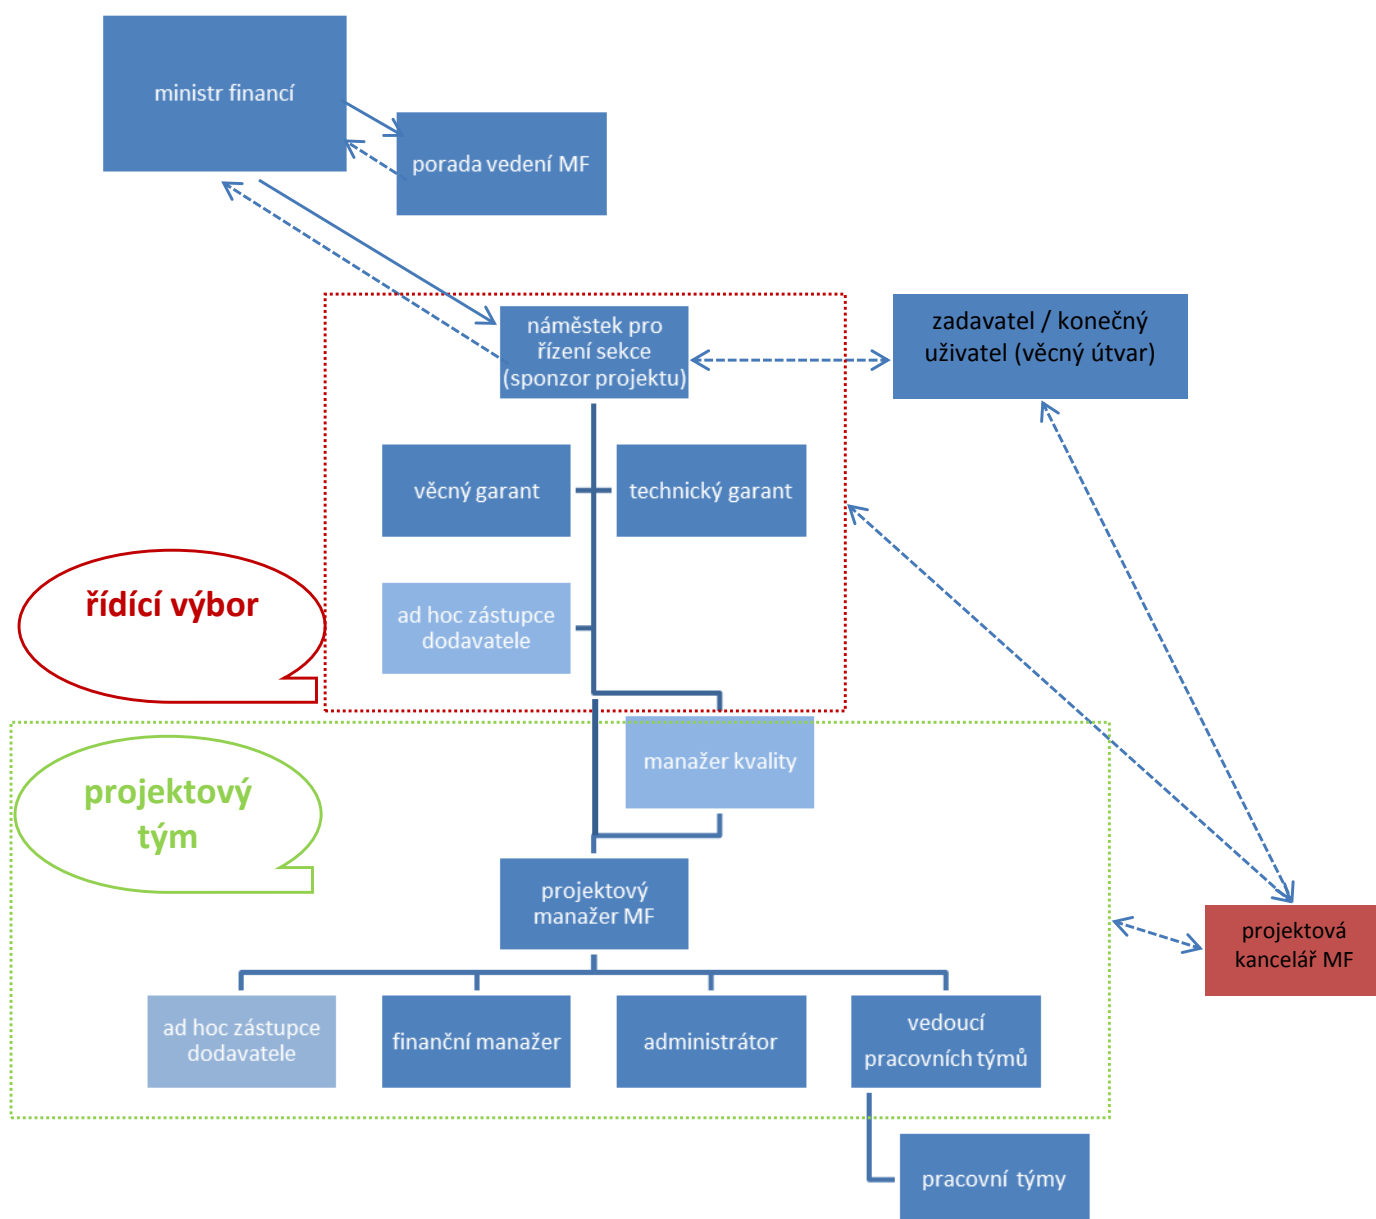 ministr financí
porada vedení MF
náměstek pro
řízení sekce
(sponzor projektu)
zadavatel / konečný
uživatel (věcný útvar)
věcný garant
technický garant
řídící výbor
ad hoc zástupce
dodavatele
manažer kvality
projektový
tým
projektový
manažer MF
projektová
kancelář MF
ad hoc zástupce
dodavatele
finanční manažer
administrátor
vedoucí
pracovních týmů
pracovní týmy